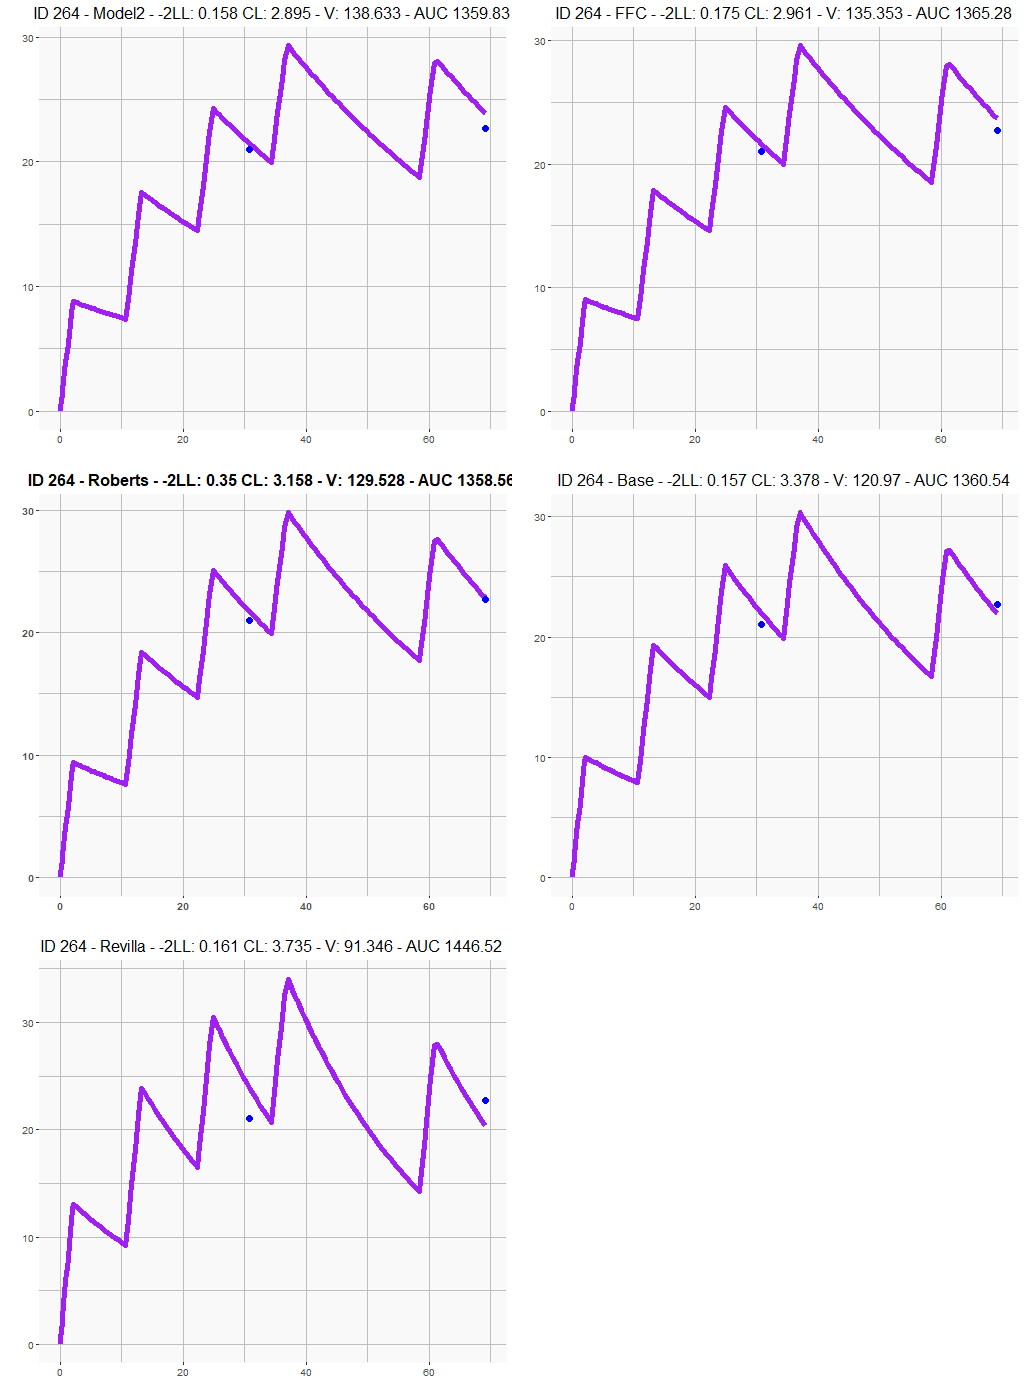 ID 264 - Model2 - -2LL: 0.158 CL: 2.895 - V: 138.633 - AUC 1359.83
30
20
10
0
0 20 40 60
ID 264 - FFC - -2LL: 0.175 CL: 2.961 - V: 135.353 - AUC 1365.28
30
20
10
0
0 20 40 60
ID 264 - Roberts - -2LL: 0.35 CL: 3.158 - V: 129.528 - AUC 1358.56
30
20
10
0
0 20 40 60
ID 264 - Base - -2LL: 0.157 CL: 3.378 - V: 120.97 - AUC 1360.54
30
20
10
0
0 20 40 60
ID 264 - Revilla - -2LL: 0.161 CL: 3.735 - V: 91.346 - AUC 1446.52
30
20
10
0
0 20 40 60